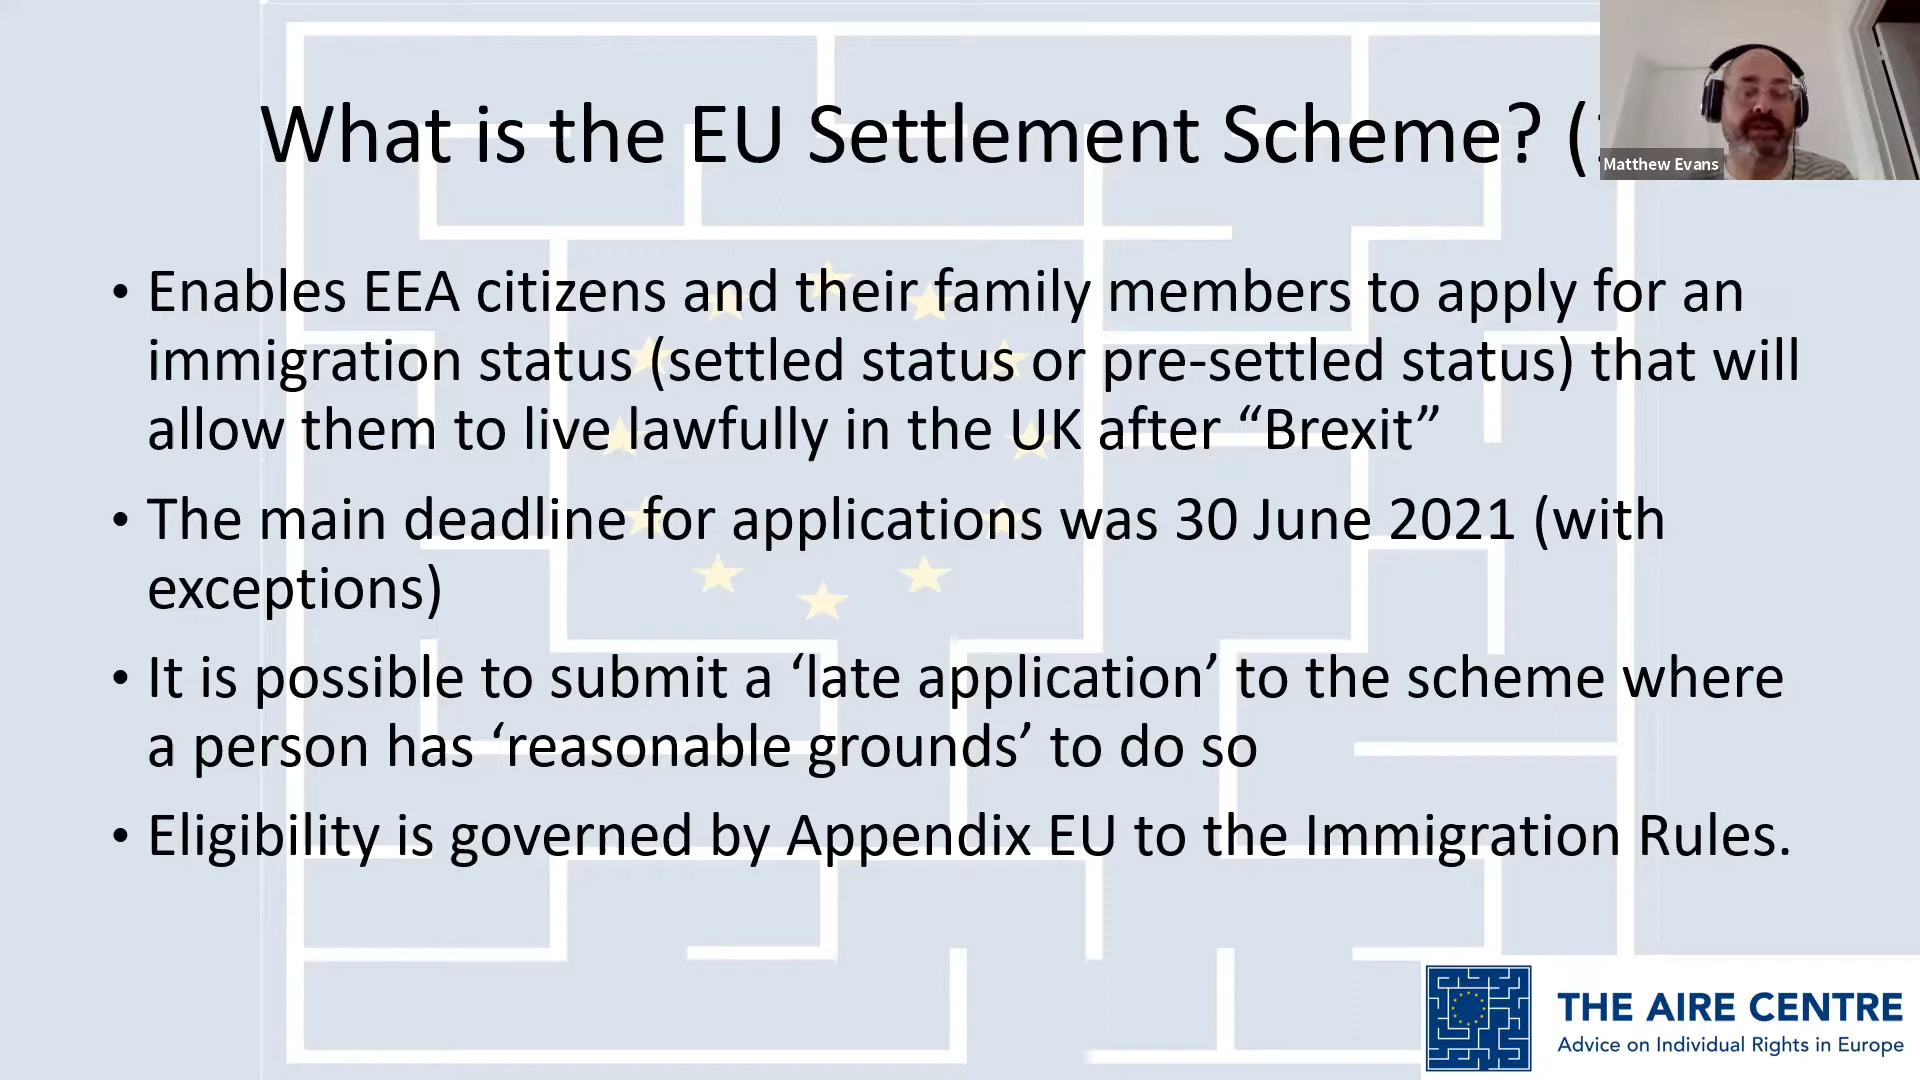 What is the EU Settlement Scheme? (
Matthew Evans
• Enables EEA citizens and their family members to apply for an
immigration status (settled status or pre-settled status) that will
allow them to live lawfully in the UK after “Brexit”
• The main deadline for applications was 30 June 2021 (with
exceptions)
• It is possible to submit a ‘late application’ to the scheme where
a person has ‘reasonable grounds’ to do so
• Eligibility is governed by Appendix EU to the Immigration Rules.
THE AIRE CENTRE
Advice on Individual Rights in Europe